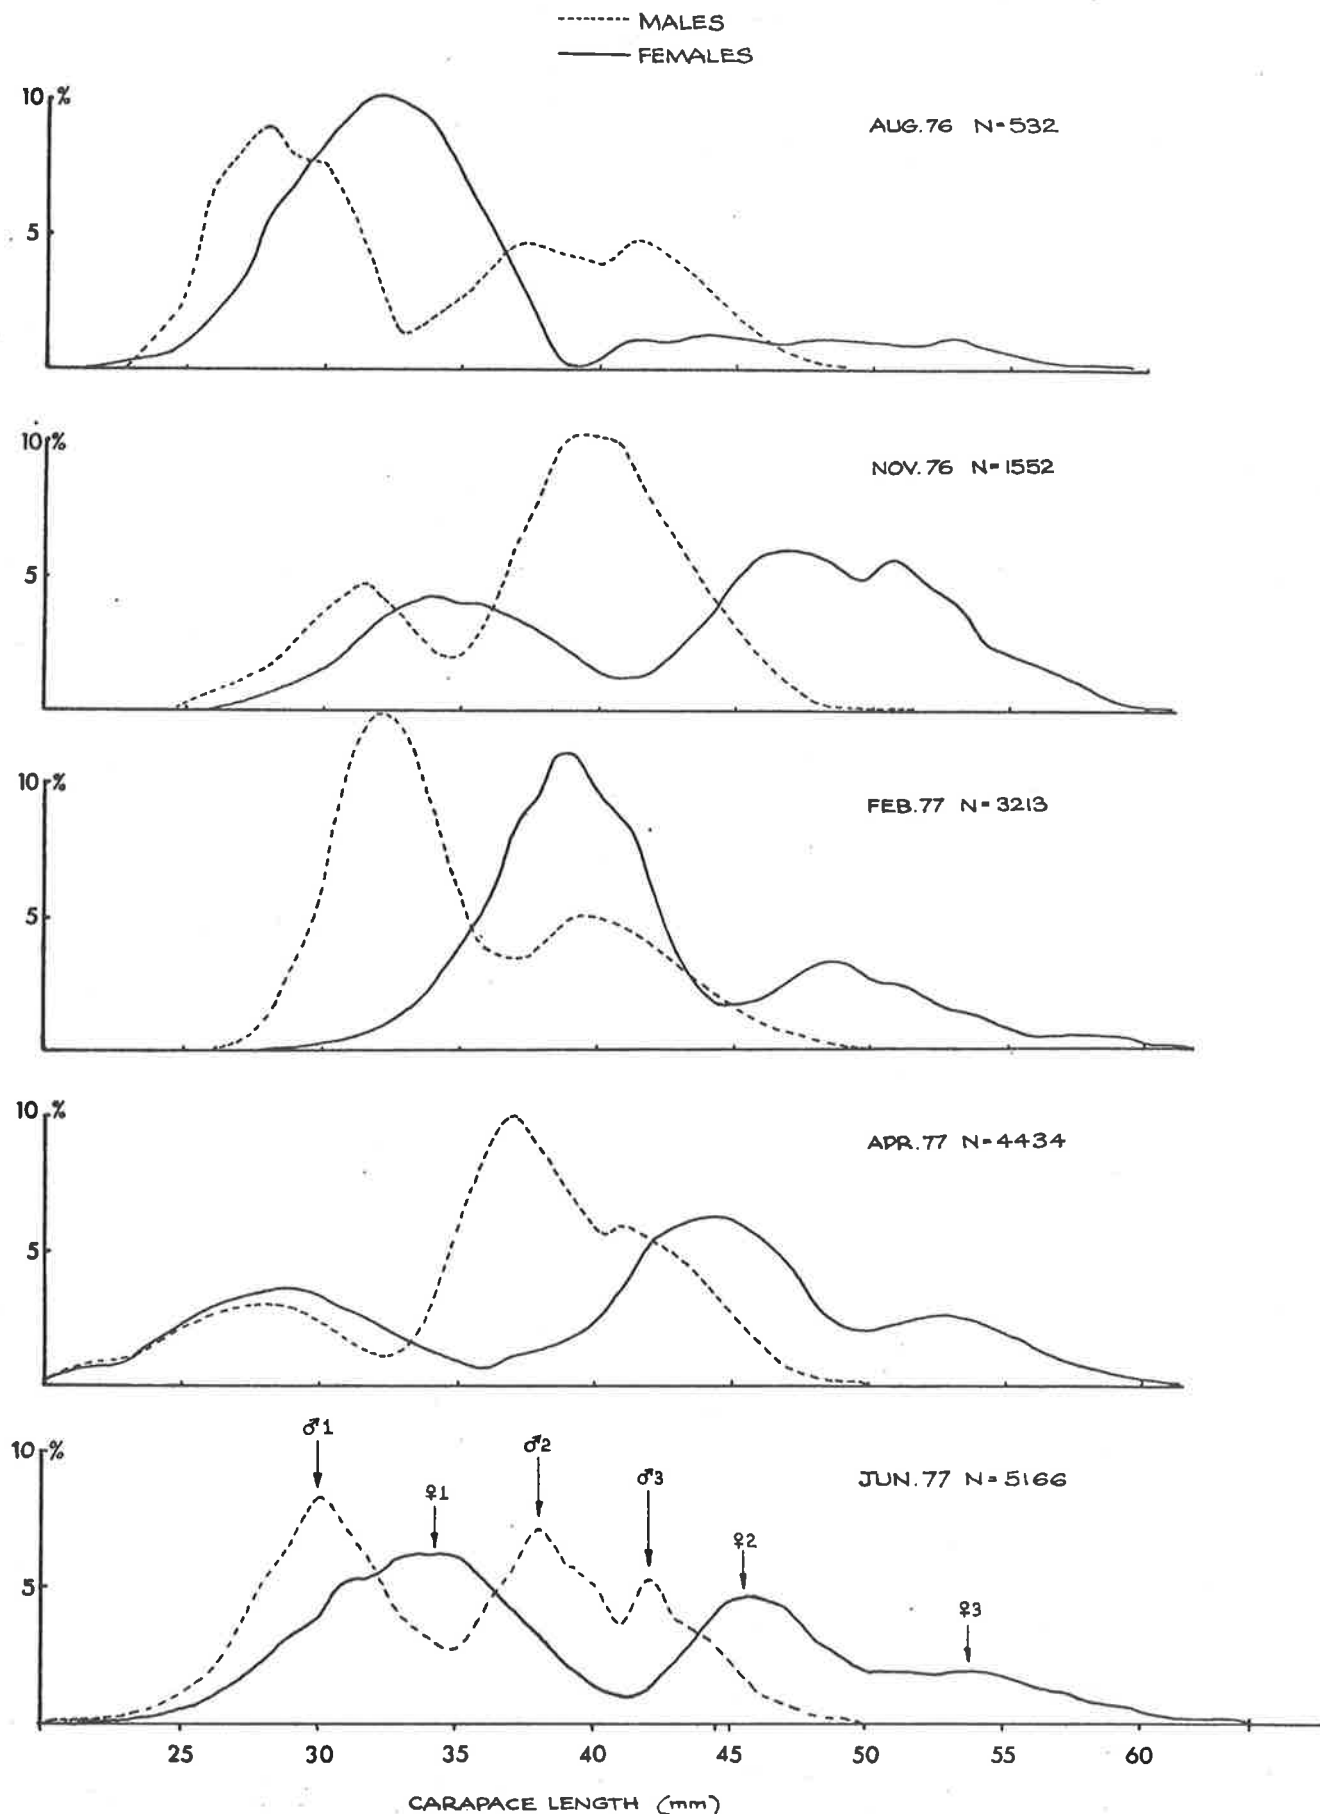 MALES
FEMALES
10 %
5
AUG.76 N=532
10 %
5
NOV.76 N=1552
10 %
5
FEB.77 N=3213
10 %
5
APR.77 N=4434
10 %
5
♂1
♀1
♂2
♂3
♀2
♀3
JUN.77 N=5166
25 30 35 40 45 50 55 60
CARAPACE LENGTH (mm)